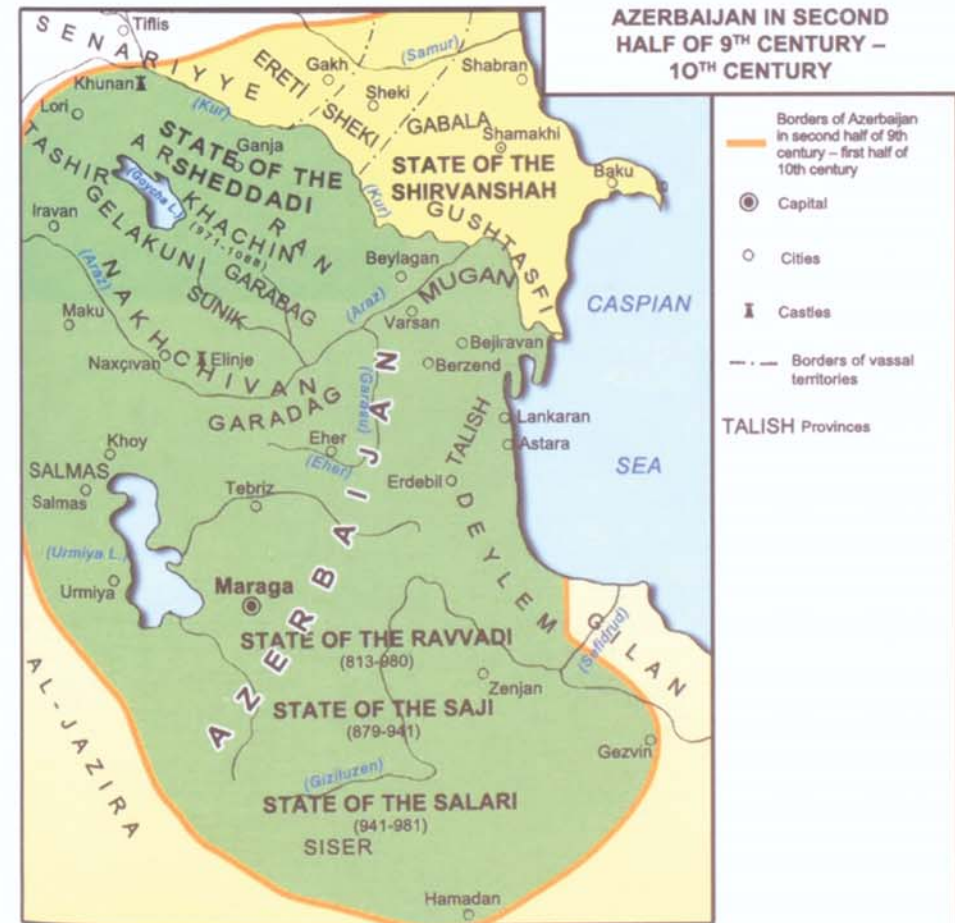 AZERBAIJAN IN SECOND
HALF OF 9TH CENTURY –
10TH CENTURY
Borders of Azerbaijan
in second half of 9th
century – first half of
10th century
Capital
Cities
Castles
Borders of vassal
territories
TALISH Provinces
Tiflis
SENARIYYE
Khunan
Lori
(Kur)
ERETI
Gakh
(Samur)
Shabran
Sheki
SHEKI
GABALA
Shamakhi
STATE OF THE
SHIRVANSHAH
Baku
GUSHTASFI
(Kur)
STATE OF THE
SHEDDADI
(971-1088)
Ganja
ARRAN
TASHIR
(Goycha L.)
KHACHIN
GELAKUNI
Iravan
(Araz)
GARABAG
SUNIK
Beylagan
(Araz)
MUGAN
Varsan
CASPIAN
SEA
Maku
NAKHCHIVAN
Naxçıvan
Elinje
GARADAG
Bejiravan
Berzend
(Garasu)
Lankaran
Astara
TALISH
Khoy
Eher
(Eher)
SALMAS
Salmas
Tebriz
Erdebil
DEYLEM
(Urmiya L.)
Urmiya
Maraga
AZERBAIJAN
STATE OF THE RAVVADI
(813-980)
GILAN
(Sefidrud)
AL-JAZIRA
Zenjan
STATE OF THE SAJI
(879-941)
Gezvin
(Giziluzen)
STATE OF THE SALARI
(941-981)
SISER
Hamadan